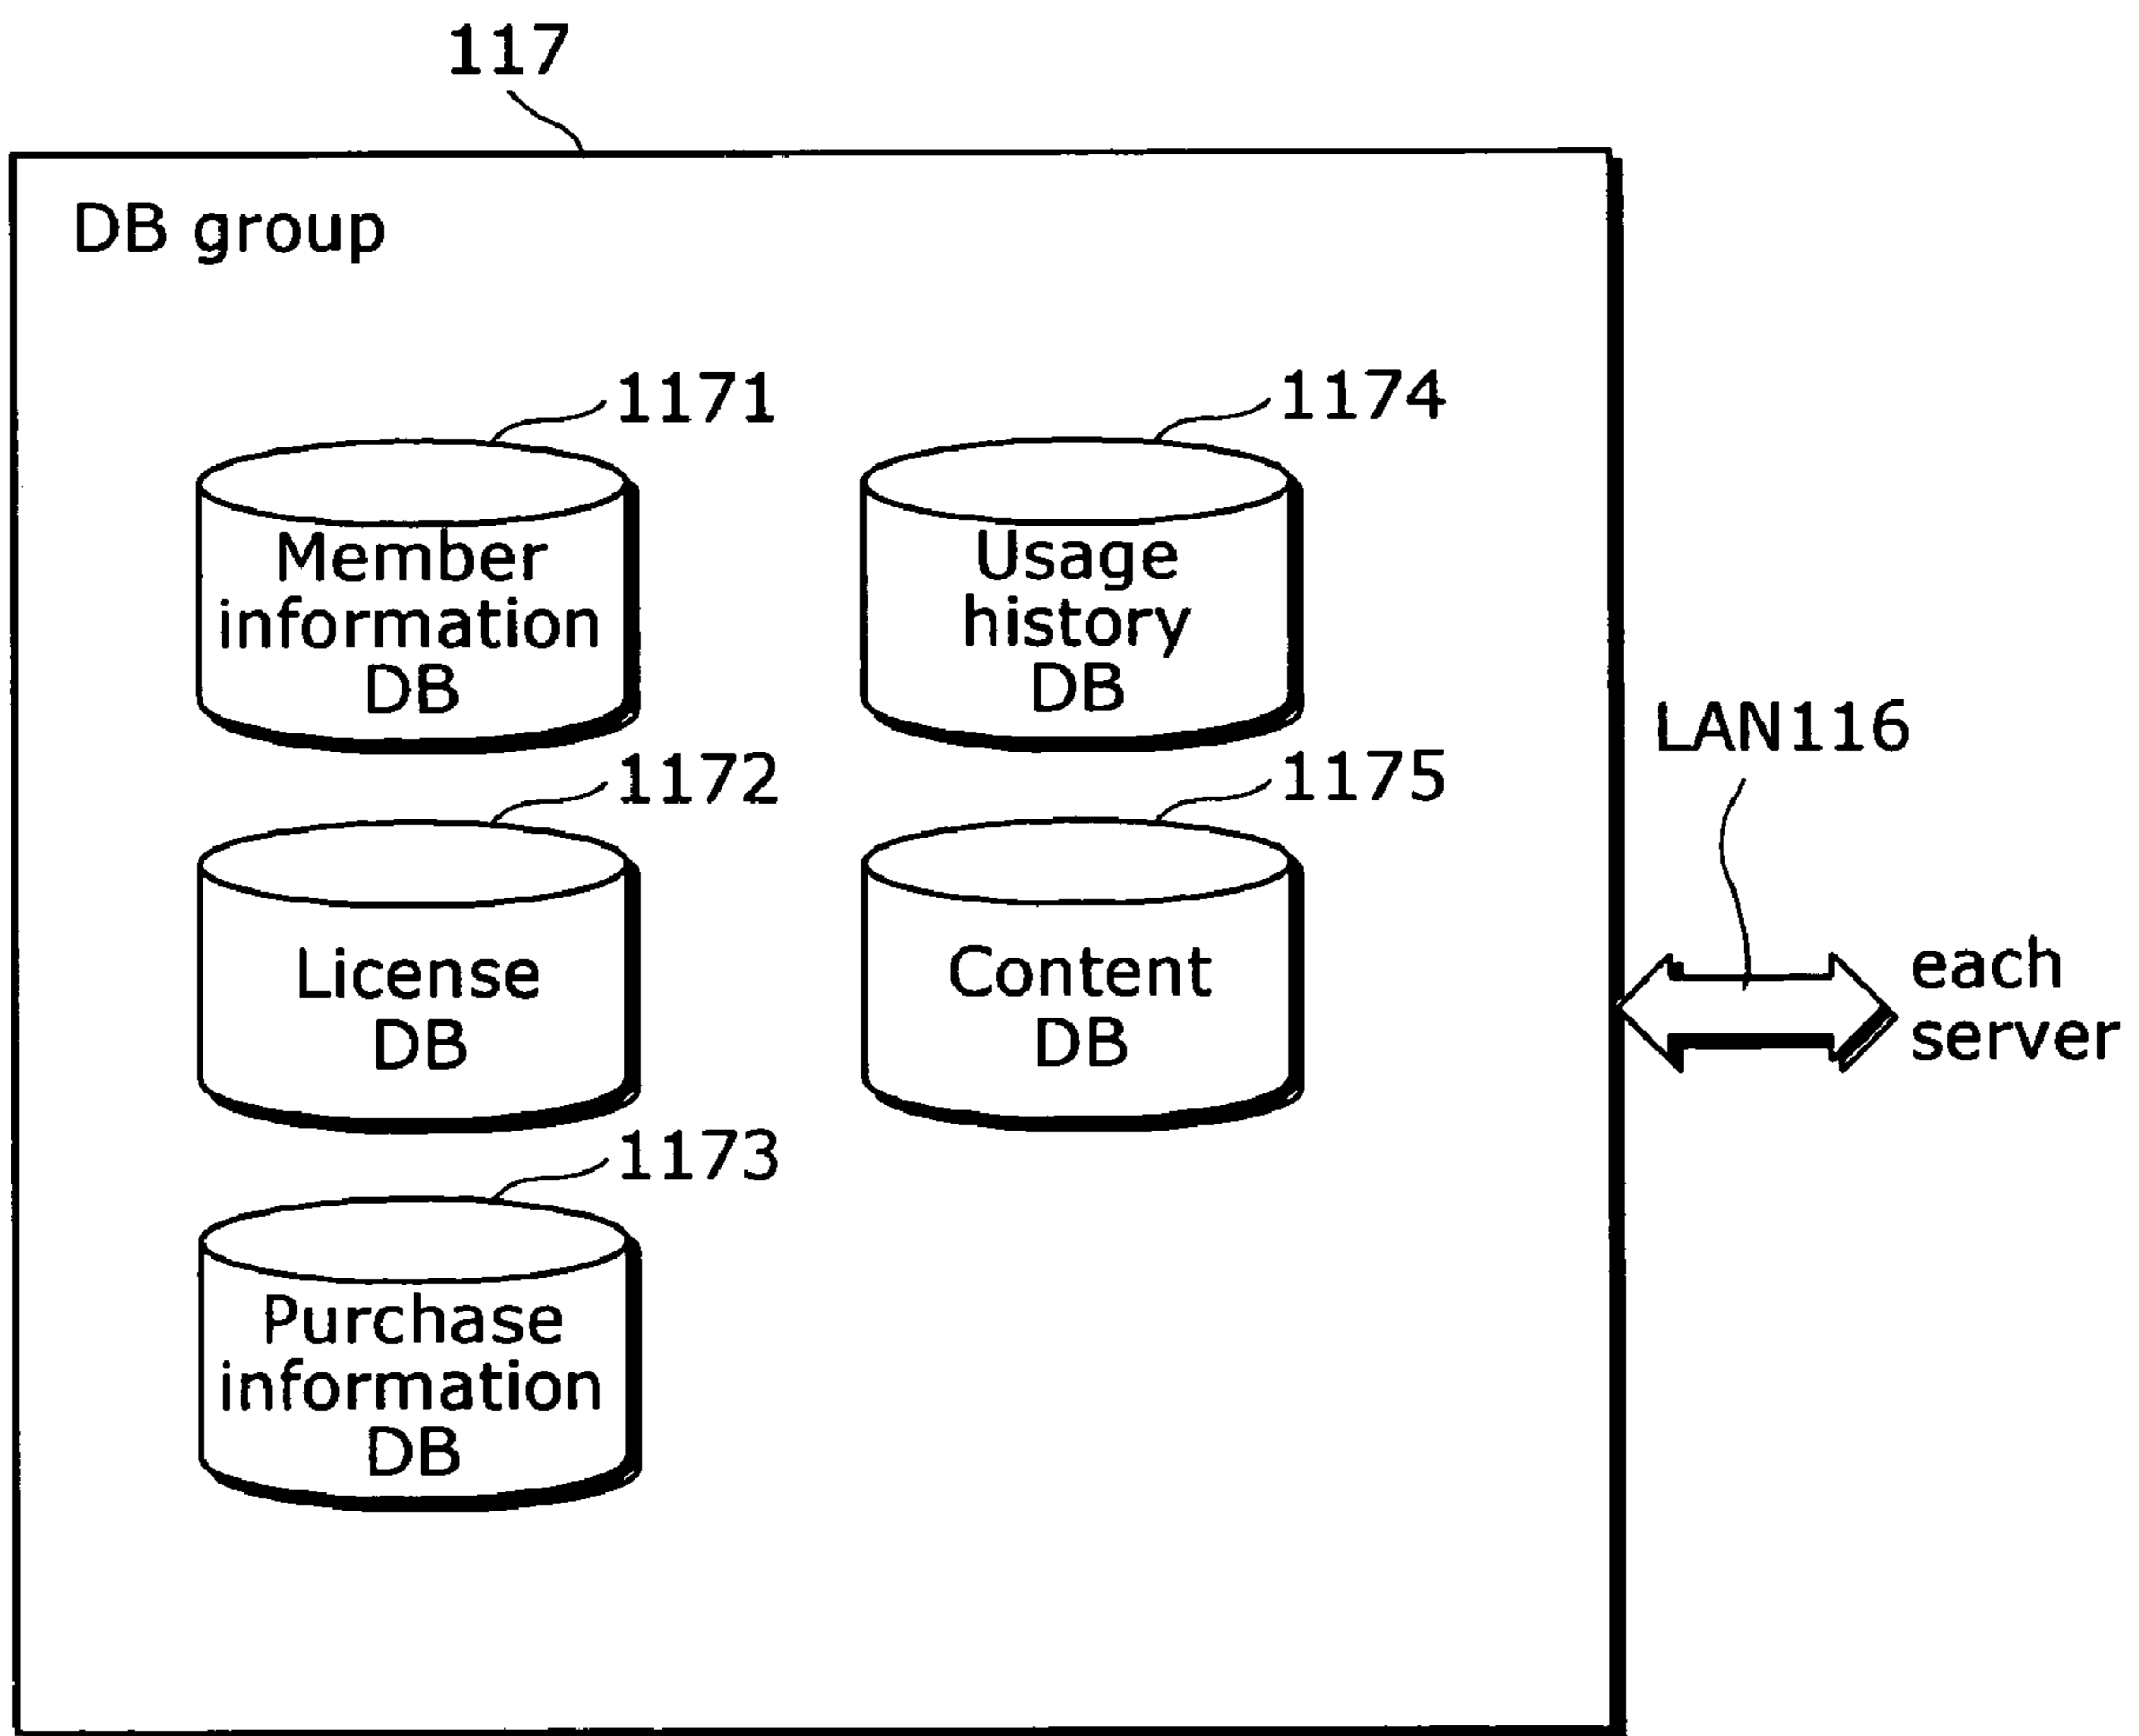 117
DB group
1171
Member
information
DB
1174
Usage
history
DB
1172
License
DB
1175
Content
DB
1173
Purchase
information
DB
LAN116
each
server